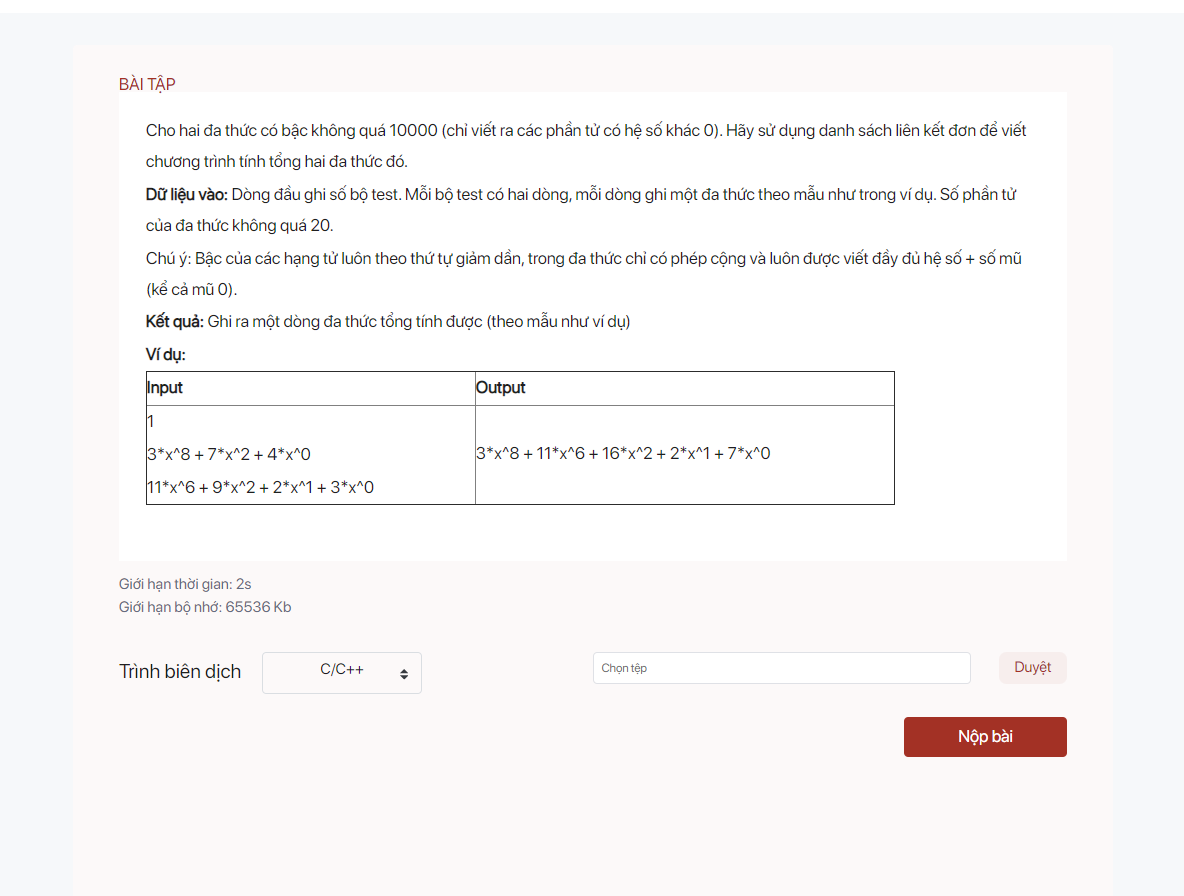 BÀI TẬP
Cho hai đa thức có bậc không quá 10000 (chỉ viết ra các phần tử có hệ số khác 0). Hãy sử dụng danh sách liên kết đơn để viết
chương trình tính tổng hai đa thức đó.
Dữ liệu vào: Dòng đầu ghi số bộ test. Mỗi bộ test có hai dòng, mỗi dòng ghi một đa thức theo mẫu như trong ví dụ. Số phần tử
của đa thức không quá 20.
Chú ý: Bậc của các hạng tử luôn theo thứ tự giảm dần, trong đa thức chỉ có phép cộng và luôn được viết đầy đủ hệ số + số mũ
(kể cả mũ 0).
Kết quả: Ghi ra một dòng đa thức tổng tính được (theo mẫu như ví dụ)
Ví dụ:
Input Output
1
3*x^8 + 7*x^2 + 4*x^0
11*x^6 + 9*x^2 + 2*x^1 + 3*x^0
3*x^8 + 11*x^6 + 16*x^2 + 2*x^1 + 7*x^0
Giới hạn thời gian: 2s
Giới hạn bộ nhớ: 65536 Kb
Trình biên dịch C/C++ Chọn tệp Duyệt
Nộp bài